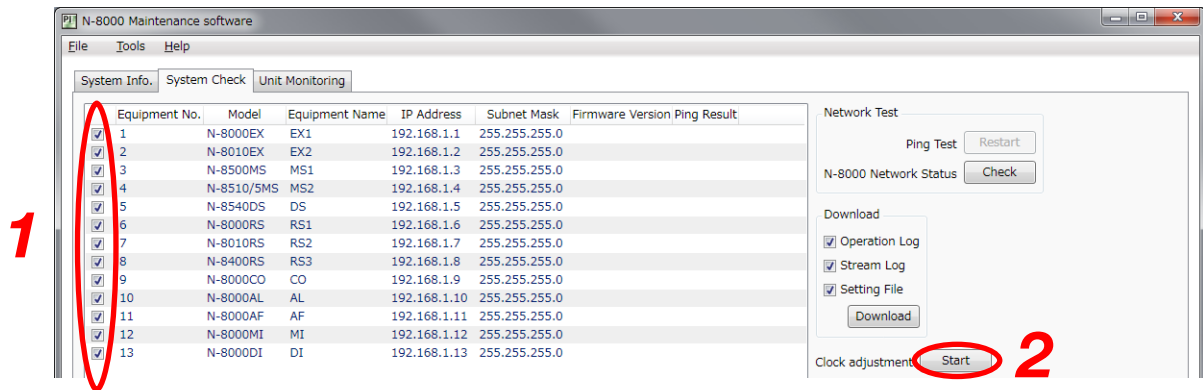 N-8000 Maintenance software
File Tools Help
System Info. System Check Unit Monitoring
Equipment No. Model Equipment Name IP Address Subnet Mask Firmware Version Ping Result
1 N-8000EX EX1 192.168.1.1 255.255.255.0
2 N-8010EX EX2 192.168.1.2 255.255.255.0
3 N-8500MS MS1 192.168.1.3 255.255.255.0
4 N-8510/5MS MS2 192.168.1.4 255.255.255.0
5 N-8540DS DS 192.168.1.5 255.255.255.0
6 N-8000RS RS1 192.168.1.6 255.255.255.0
7 N-8010RS RS2 192.168.1.7 255.255.255.0
8 N-8400RS RS3 192.168.1.8 255.255.255.0
9 N-8000CO CO 192.168.1.9 255.255.255.0
10 N-8000AL AL 192.168.1.10 255.255.255.0
11 N-8000AF AF 192.168.1.11 255.255.255.0
12 N-8000MI MI 192.168.1.12 255.255.255.0
13 N-8000DI DI 192.168.1.13 255.255.255.0
1
Network Test
Ping Test Restart
N-8000 Network Status Check
Download
Operation Log
Stream Log
Setting File
Download
Clock adjustment Start
2